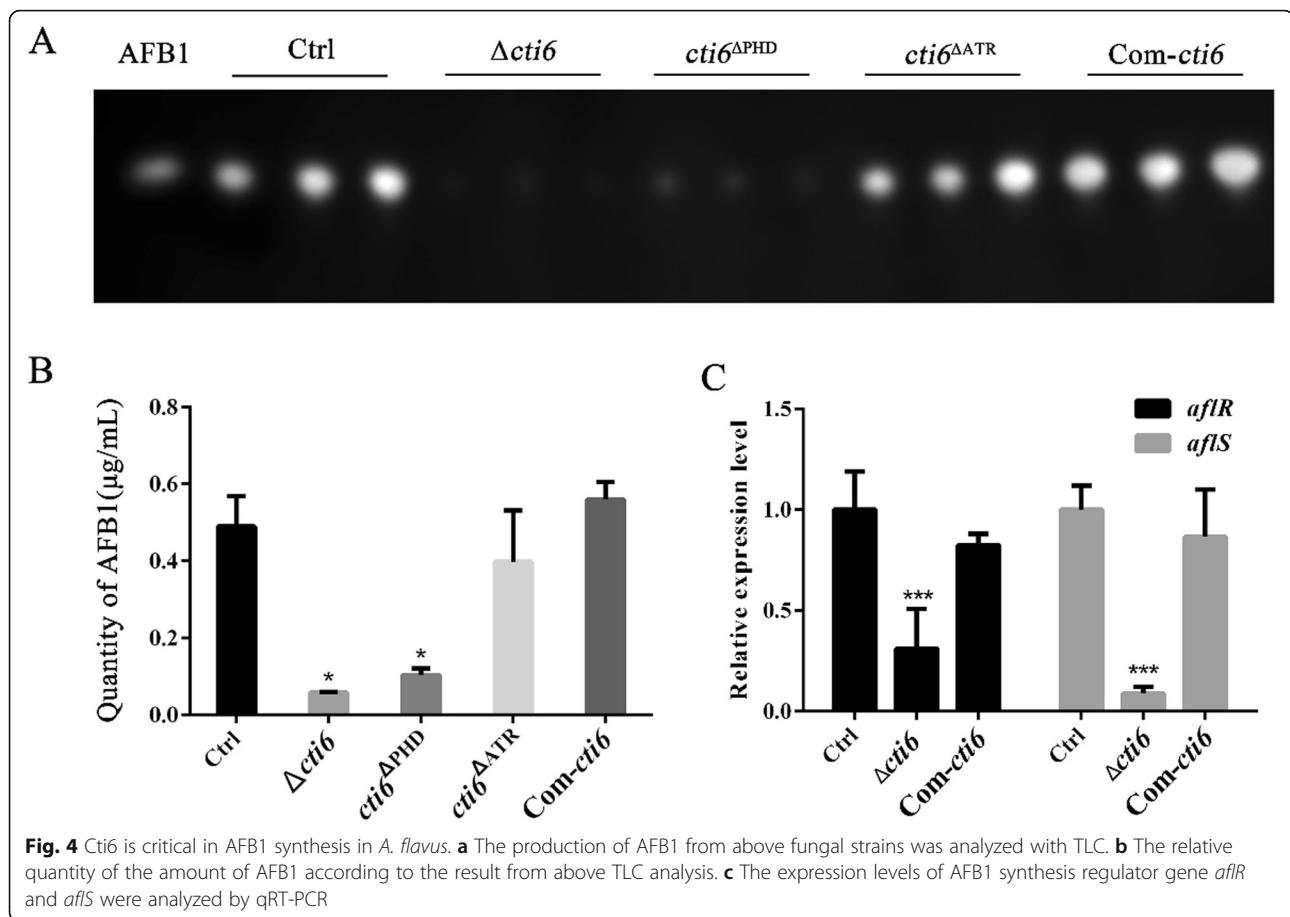 A
AFB1 Ctrl Δcti6 cti6ΔPHD cti6ΔATR Com-cti6
B
Quantity of AFB1(μg/mL)
0.8
0.6
0.4
0.2
0.0
* *
Ctrl Δcti6 cti6ΔPHD cti6ΔATR Com-cti6
C
Relative expression level
1.5
1.0
0.5
0.0
aflR
aflS
*** ***
Ctrl Δcti6 Com-cti6 Ctrl Δcti6 Com-cti6
Fig. 4 Cti6 is critical in AFB1 synthesis in A. flavus. a The production of AFB1 from above fungal strains was analyzed with TLC. b The relative
quantity of the amount of AFB1 according to the result from above TLC analysis. c The expression levels of AFB1 synthesis regulator gene aflR
and aflS were analyzed by qRT-PCR